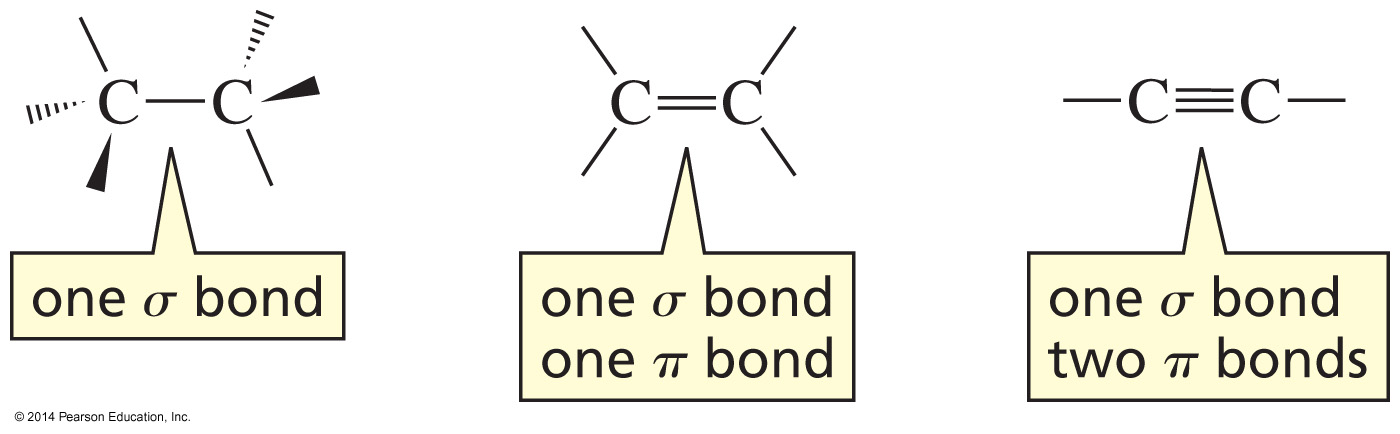 C — C
C = C
— C ≡ C —
one σ bond
one σ bond
one π bond
one σ bond
two π bonds
© 2014 Pearson Education, Inc.